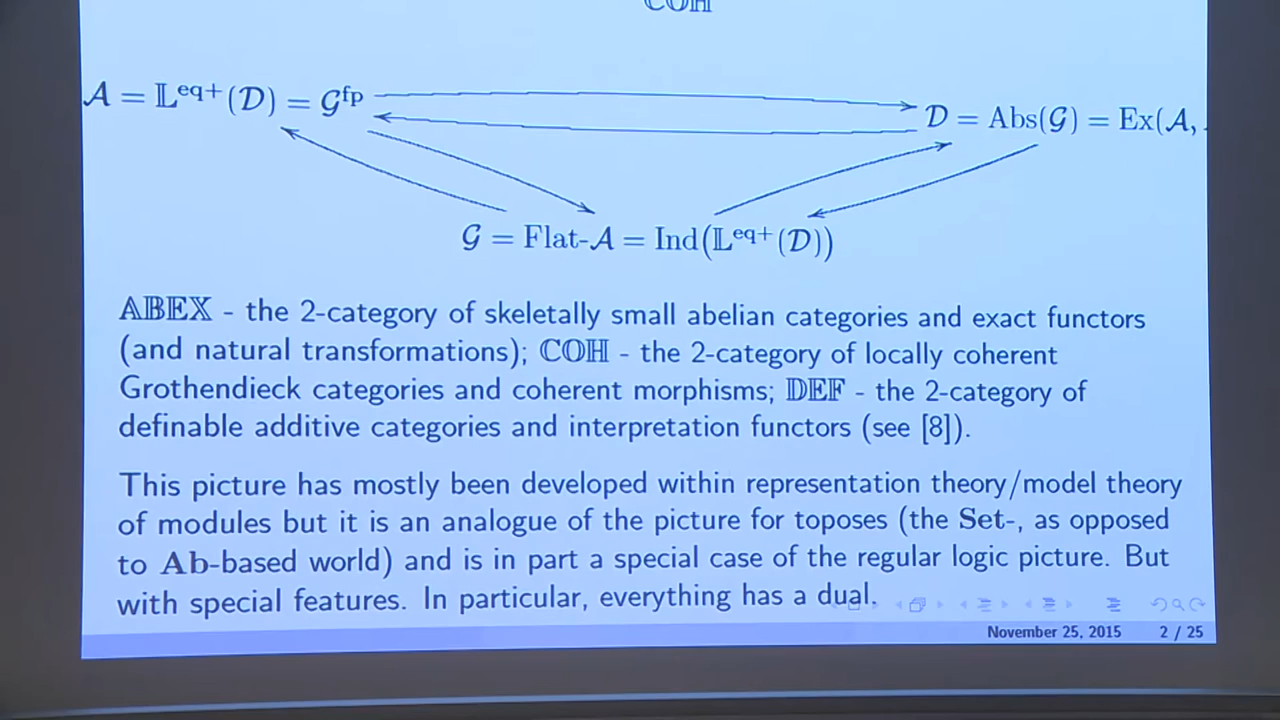 COH
𝒜 = 𝕃^eq+(𝒟) = 𝒢^fp
𝒟 = Abs(𝒢) = Ex(𝒜,
𝒢 = Flat-𝒜 = Ind(𝕃^eq+(𝒟))
𝔸𝔹𝔼𝕏 - the 2-category of skeletally small abelian categories and exact functors
(and natural transformations); ℂ𝕆ℍ - the 2-category of locally coherent
Grothendieck categories and coherent morphisms; 𝔻𝔼𝔽 - the 2-category of
definable additive categories and interpretation functors (see [8]).
This picture has mostly been developed within representation theory/model theory
of modules but it is an analogue of the picture for toposes (the Set-, as opposed
to Ab-based world) and is in part a special case of the regular logic picture. But
with special features. In particular, everything has a dual.
November 25, 2015 2 / 25